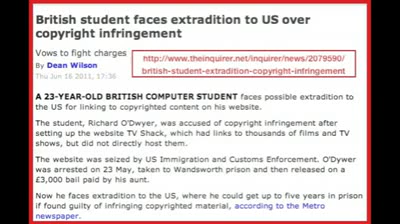 British student faces extradition to US over
copyright infringement
Vows to fight charges
By Dean Wilson
Thu Jun 16 2011, 17:36
http://www.theinquirer.net/inquirer/news/2079590/
british-student-extradition-copyright-infringement
A 23-YEAR-OLD BRITISH COMPUTER STUDENT faces possible extradition to
the US for linking to copyrighted content on his website.
The student, Richard O'Dwyer, was accused of copyright infringement after
setting up the website TV Shack, which had links to thousands of films and TV
shows, but did not directly host them.
The website was seized by US Immigration and Customs Enforcement. O'Dywer
was arrested on 23 May, taken to Wandsworth prison and then released on a
£3,000 bail paid by his aunt.
Now he faces extradition to the US, where he could get up to five years in prison
if found guilty of infringing copyrighted material, according to the Metro
newspaper.